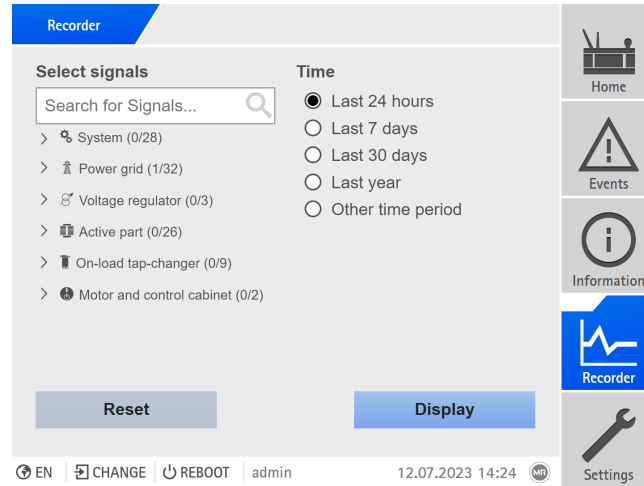 Recorder
Select signals
Search for Signals...
System (0/28)
Power grid (1/32)
Voltage regulator (0/3)
Active part (0/26)
On-load tap-changer (0/9)
Motor and control cabinet (0/2)
Time
Last 24 hours
Last 7 days
Last 30 days
Last year
Other time period
Reset
Display
Home
Events
Information
Recorder
Settings
EN CHANGE REBOOT admin 12.07.2023 14:24 MR